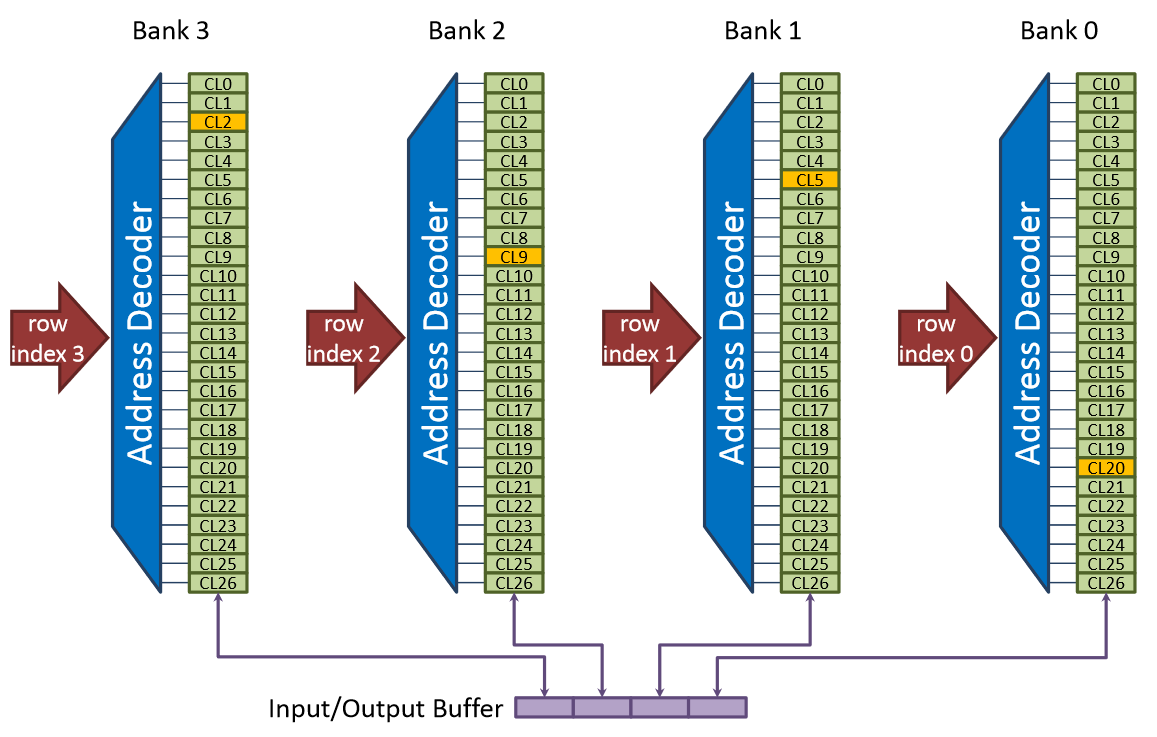 Bank 3
Bank 2
Bank 1
Bank 0
Address Decoder
row
index 3
CL0
CL1
CL2
CL3
CL4
CL5
CL6
CL7
CL8
CL9
CL10
CL11
CL12
CL13
CL14
CL15
CL16
CL17
CL18
CL19
CL20
CL21
CL22
CL23
CL24
CL25
CL26
Address Decoder
row
index 2
CL0
CL1
CL2
CL3
CL4
CL5
CL6
CL7
CL8
CL9
CL10
CL11
CL12
CL13
CL14
CL15
CL16
CL17
CL18
CL19
CL20
CL21
CL22
CL23
CL24
CL25
CL26
Address Decoder
row
index 1
CL0
CL1
CL2
CL3
CL4
CL5
CL6
CL7
CL8
CL9
CL10
CL11
CL12
CL13
CL14
CL15
CL16
CL17
CL18
CL19
CL20
CL21
CL22
CL23
CL24
CL25
CL26
Address Decoder
row
index 0
CL0
CL1
CL2
CL3
CL4
CL5
CL6
CL7
CL8
CL9
CL10
CL11
CL12
CL13
CL14
CL15
CL16
CL17
CL18
CL19
CL20
CL21
CL22
CL23
CL24
CL25
CL26
Input/Output Buffer